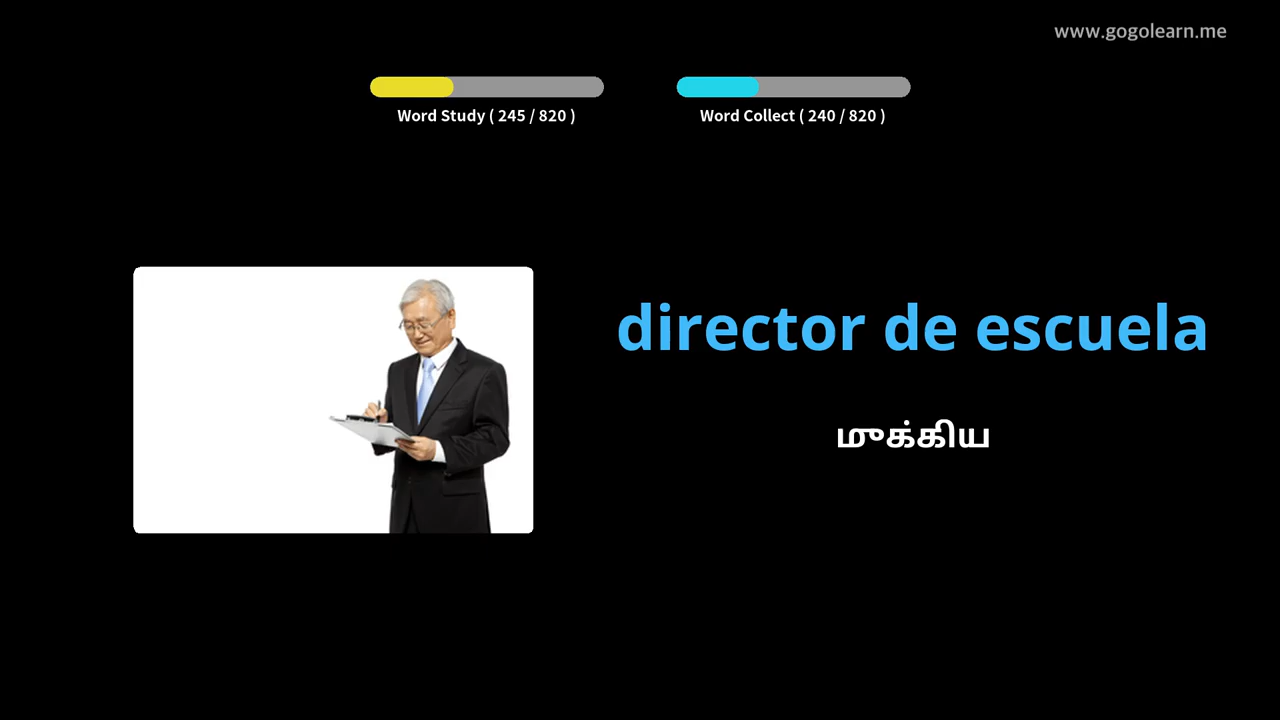 www.gogolearn.me
Word Study ( 245 / 820 )
Word Collect ( 240 / 820 )
director de escuela
முக்கிய